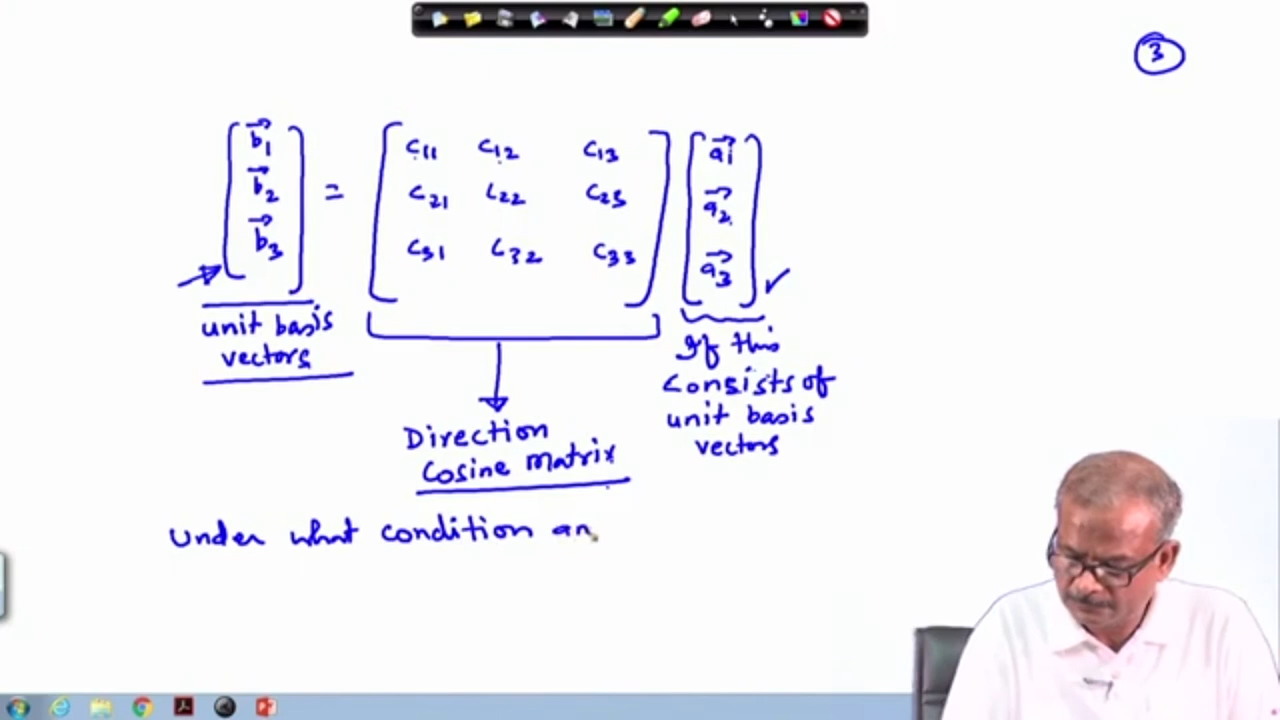 3
b1 = c11 c12 c13 a1
b2 c21 c22 c23 a2
b3 c31 c32 c33 a3
unit basis
vectors
If this
consists of
unit basis
vectors
Direction
Cosine Matrix
under what condition an